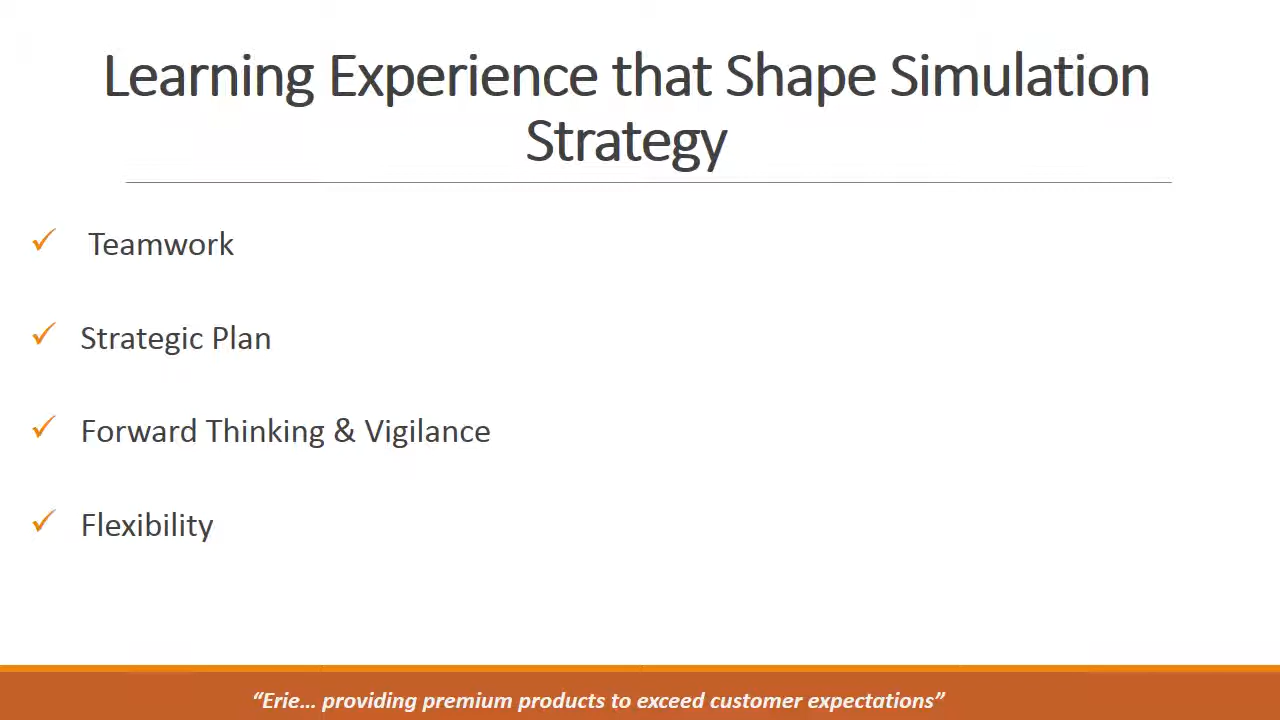 Learning Experience that Shape Simulation
Strategy
Teamwork
Strategic Plan
Forward Thinking & Vigilance
Flexibility
“Erie... providing premium products to exceed customer expectations”